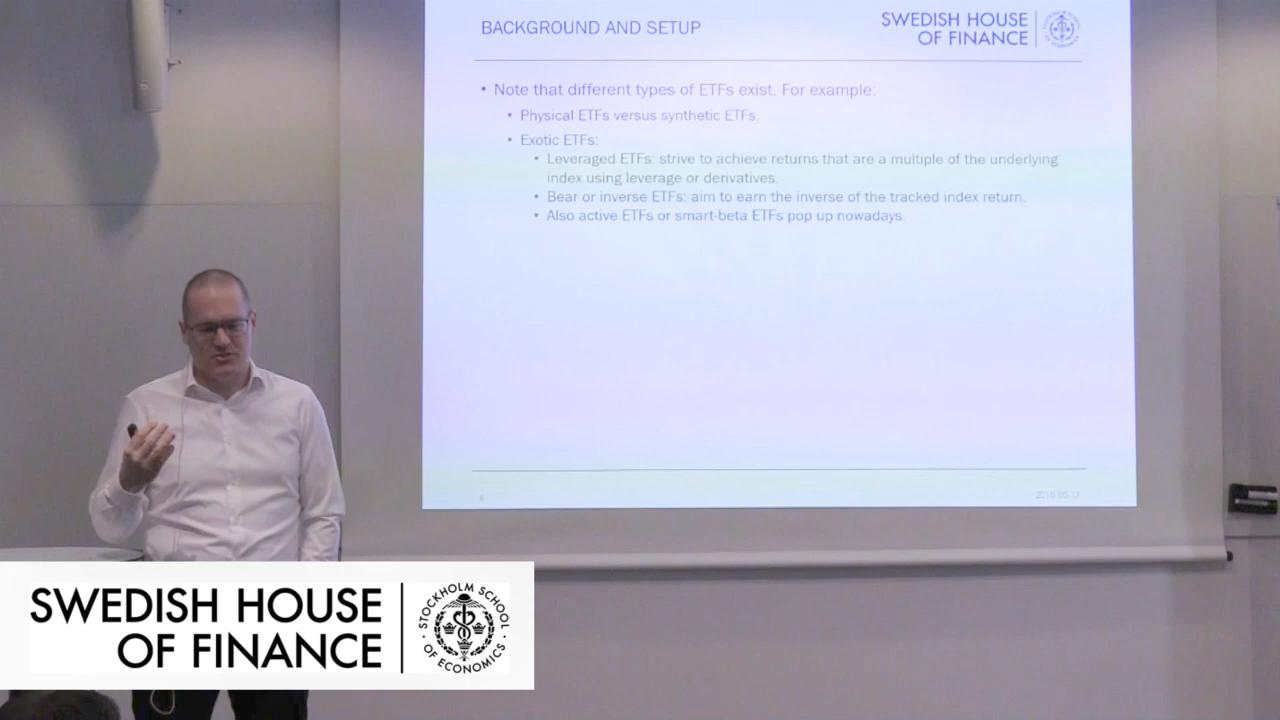 BACKGROUND AND SETUP
SWEDISH HOUSE
OF FINANCE
• Note that different types of ETFs exist. For example:
• Physical ETFs versus synthetic ETFs.
• Exotic ETFs:
• Leveraged ETFs: strive to achieve returns that are a multiple of the underlying
index using leverage or derivatives.
• Bear or inverse ETFs: aim to earn the inverse of the tracked index return.
• Also active ETFs or smart-beta ETFs pop up nowadays.
SWEDISH HOUSE
OF FINANCE
STOCKHOLM SCHOOL
OF ECONOMICS